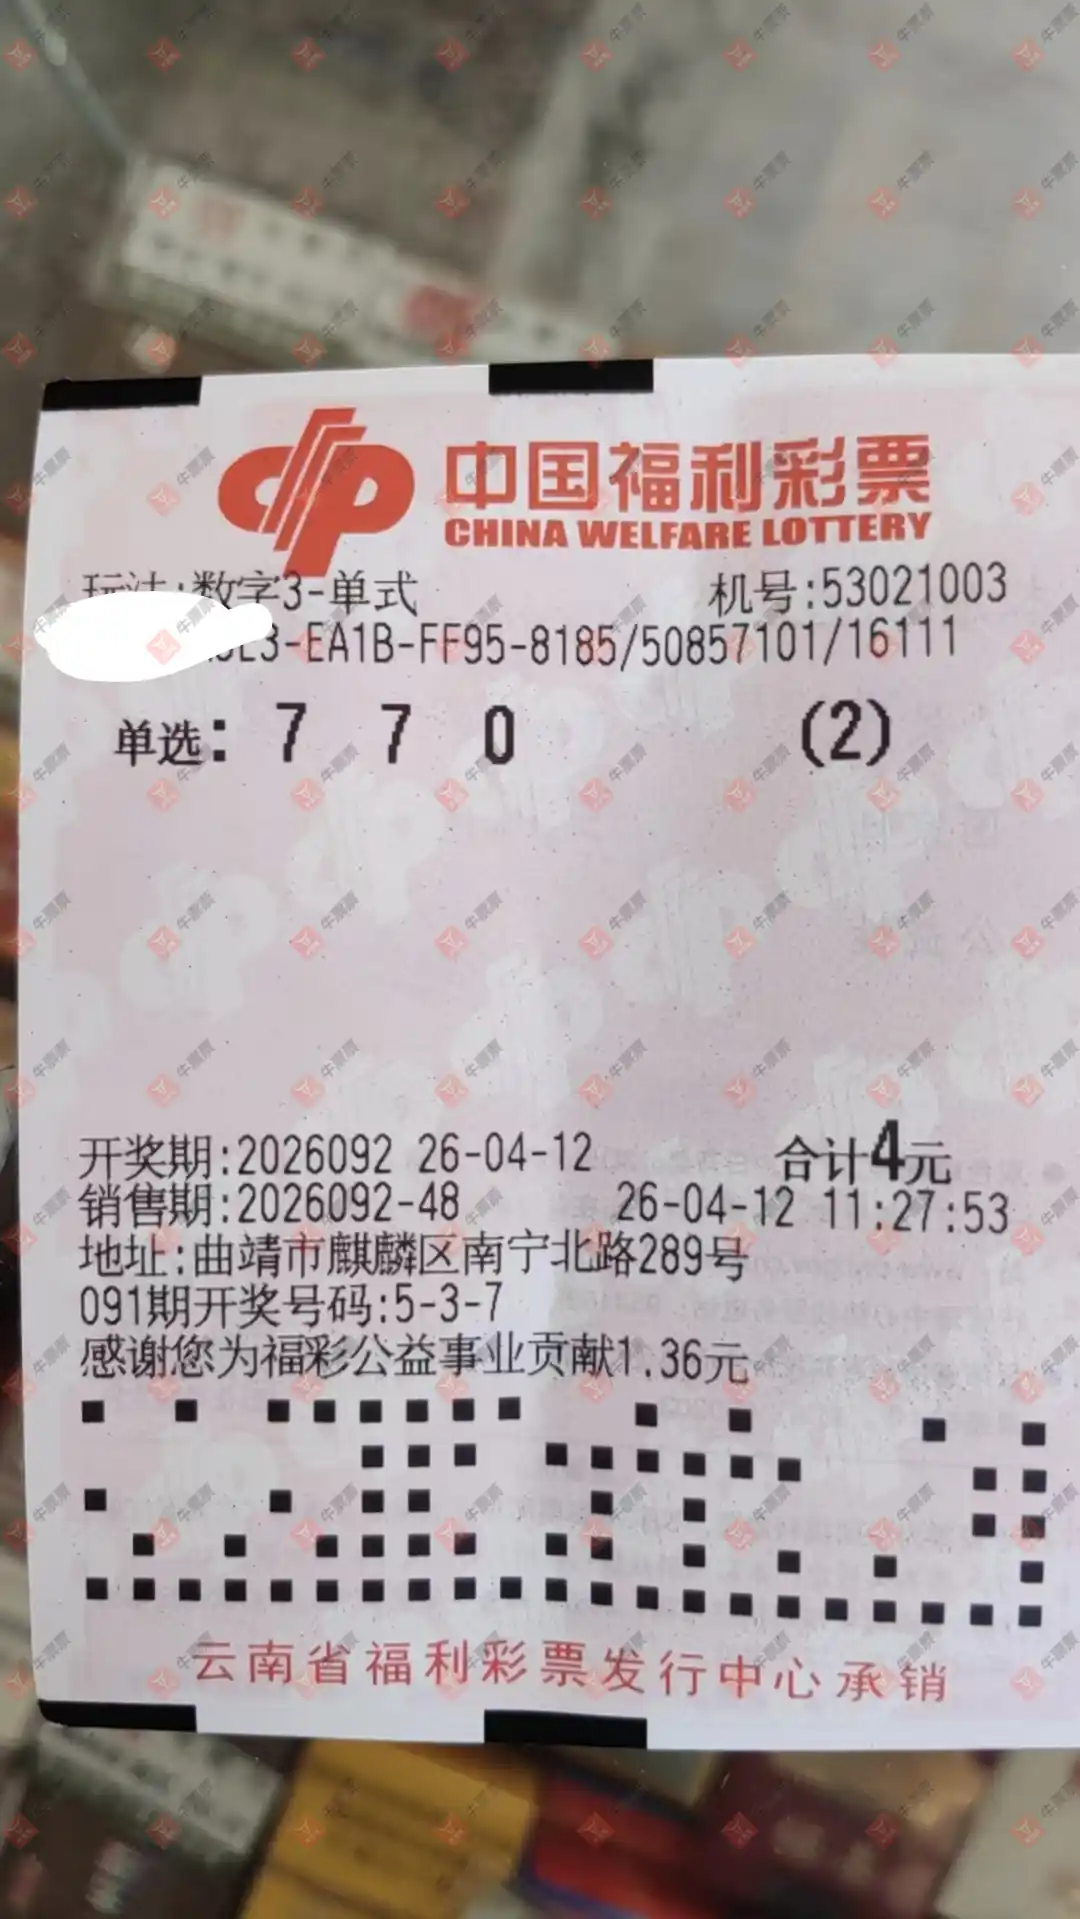 中国福利彩票
CHINA WELFARE LOTTERY
玩法:数字3-单式 机号:53021003
E3-EA1B-FF95-8185/50857101/16111
单选: 7 7 0 (2)
开奖期:2026092 26-04-12 合计4元
销售期:2026092-48 26-04-12 11:27:53
地址:曲靖市麒麟区南宁北路289号
091期开奖号码:5-3-7
感谢您为福彩公益事业贡献1.36元
云南省福利彩票发行中心承销
牛票票